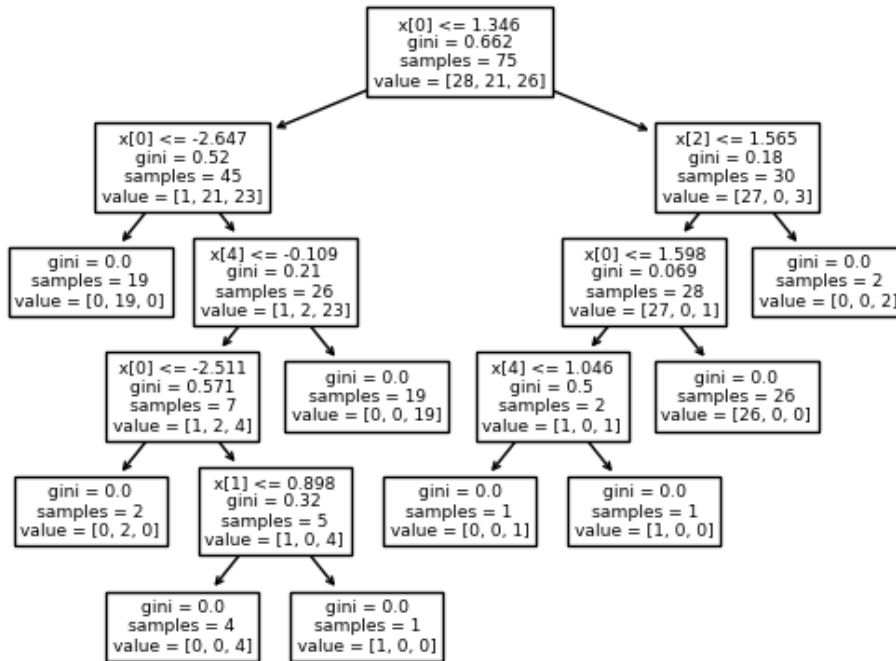 x[0] <= 1.346
gini = 0.662
samples = 75
value = [28, 21, 26]
x[0] <= -2.647
gini = 0.52
samples = 45
value = [1, 21, 23]
x[2] <= 1.565
gini = 0.18
samples = 30
value = [27, 0, 3]
gini = 0.0
samples = 19
value = [0, 19, 0]
x[4] <= -0.109
gini = 0.21
samples = 26
value = [1, 2, 23]
x[0] <= 1.598
gini = 0.069
samples = 28
value = [27, 0, 1]
gini = 0.0
samples = 2
value = [0, 0, 2]
x[0] <= -2.511
gini = 0.571
samples = 7
value = [1, 2, 4]
gini = 0.0
samples = 19
value = [0, 0, 19]
x[4] <= 1.046
gini = 0.5
samples = 2
value = [1, 0, 1]
gini = 0.0
samples = 26
value = [26, 0, 0]
gini = 0.0
samples = 2
value = [0, 2, 0]
x[1] <= 0.898
gini = 0.32
samples = 5
value = [1, 0, 4]
gini = 0.0
samples = 1
value = [0, 0, 1]
gini = 0.0
samples = 1
value = [1, 0, 0]
gini = 0.0
samples = 4
value = [0, 0, 4]
gini = 0.0
samples = 1
value = [1, 0, 0]